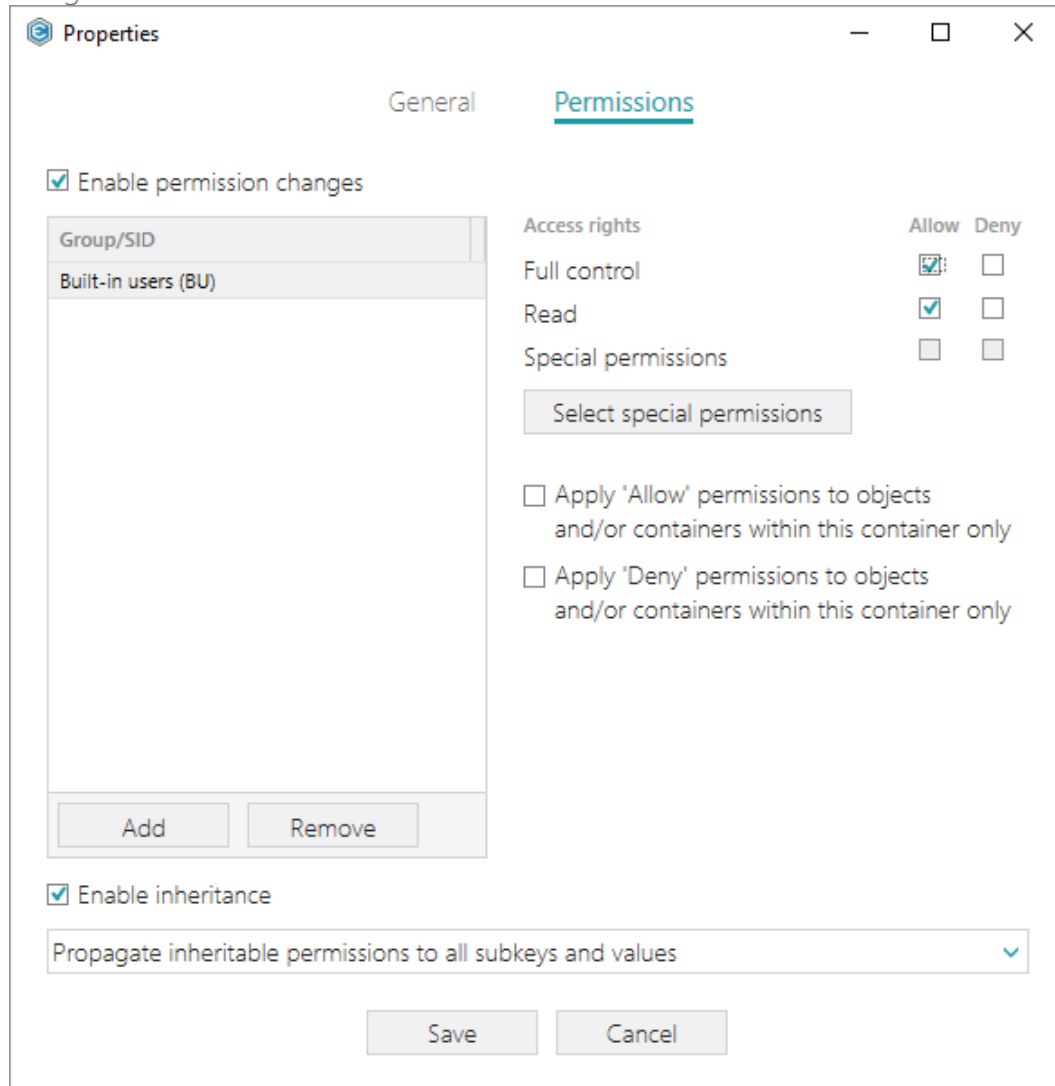 Properties
General Permissions
Enable permission changes
Group/SID
Built-in users (BU)
Add Remove
Access rights Allow Deny
Full control
Read
Special permissions
Select special permissions
Apply 'Allow' permissions to objects
and/or containers within this container only
Apply 'Deny' permissions to objects
and/or containers within this container only
Enable inheritance
Propagate inheritable permissions to all subkeys and values
Save Cancel